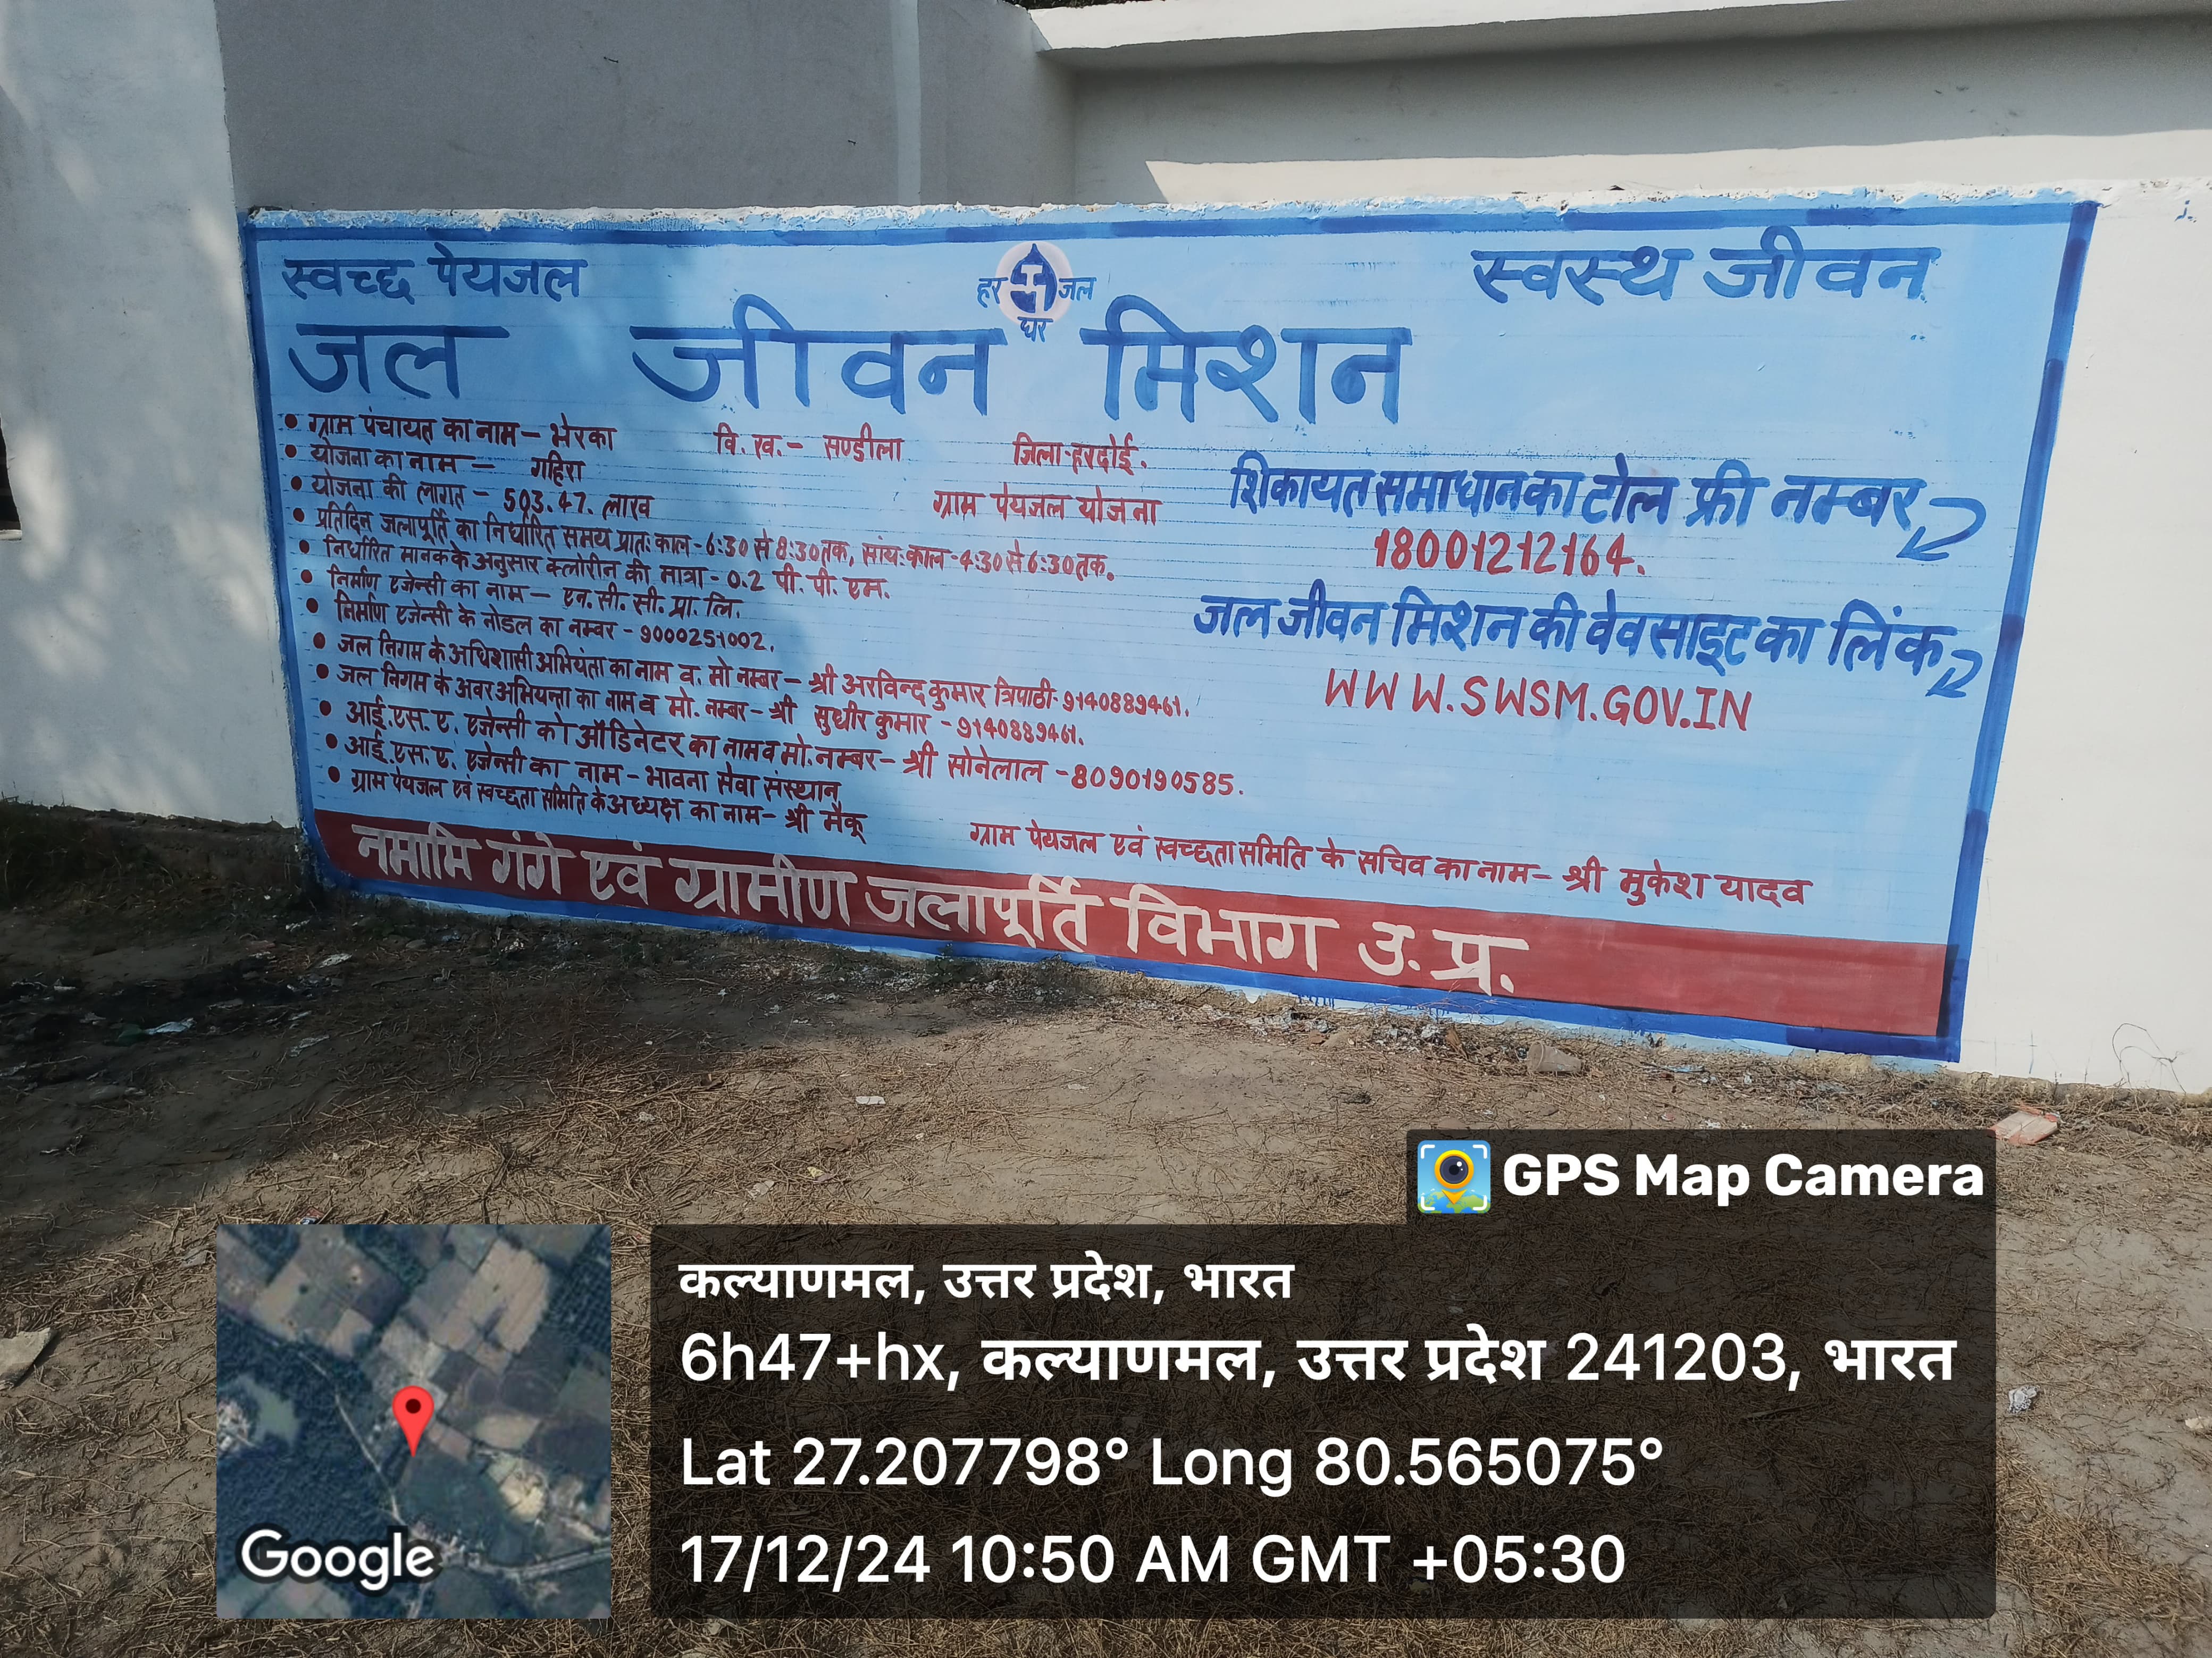 स्वच्छ पेयजल
हर घर जल
स्वस्थ जीवन
जल जीवन मिशन
• ग्राम पंचायत का नाम – भेरका वि. ख. – सण्डीला जिला-हरदोई.
• योजना का नाम – गहिरा ग्राम पेयजल योजना
• योजना की लागत – 503.47. लाख
• प्रतिदिन जलापूर्ति का निर्धारित समय प्रातः काल - 6:30 से 8:30 तक, सांयःकाल - 4:30 से 6:30 तक.
• निर्धारित मानक के अनुसार क्लोरीन की मात्रा - 0.2 पी. पी. एम.
• निर्माण एजेन्सी का नाम – एन. सी. सी. प्रा. लि.
• निर्माण एजेन्सी के नोडल का नम्बर - 9000251002.
• जल निगम के अधिशासी अभियंता का नाम व. मो नम्बर – श्री अरविन्द कुमार त्रिपाठी-9140889461.
• जल निगम के अवर अभियन्ता का नाम व मो. नम्बर – श्री सुधीर कुमार - 9140889461.
• आई.एस.ए. एजेन्सी को ऑडिनेटर का नाम व मो. नम्बर – श्री सोनेलाल - 8090190585.
• आई.एस.ए. एजेन्सी का नाम – भावना सेवा संस्थान
• ग्राम पेयजल एवं स्वच्छता समिति के अध्यक्ष का नाम – श्री मैकू
ग्राम पेयजल एवं स्वच्छता समिति के सचिव का नाम – श्री मुकेश यादव
शिकायत समाधान का टोल फ्री नम्बर
18001212164.
जल जीवन मिशन की वेवसाइट का लिंक
WWW.SWSM.GOV.IN
नमामि गंगे एवं ग्रामीण जलापूर्ति विभाग उ.प्र.
GPS Map Camera
कल्याणमल, उत्तर प्रदेश, भारत
6h47+hx, कल्याणमल, उत्तर प्रदेश 241203, भारत
Lat 27.207798° Long 80.565075°
17/12/24 10:50 AM GMT +05:30
Google